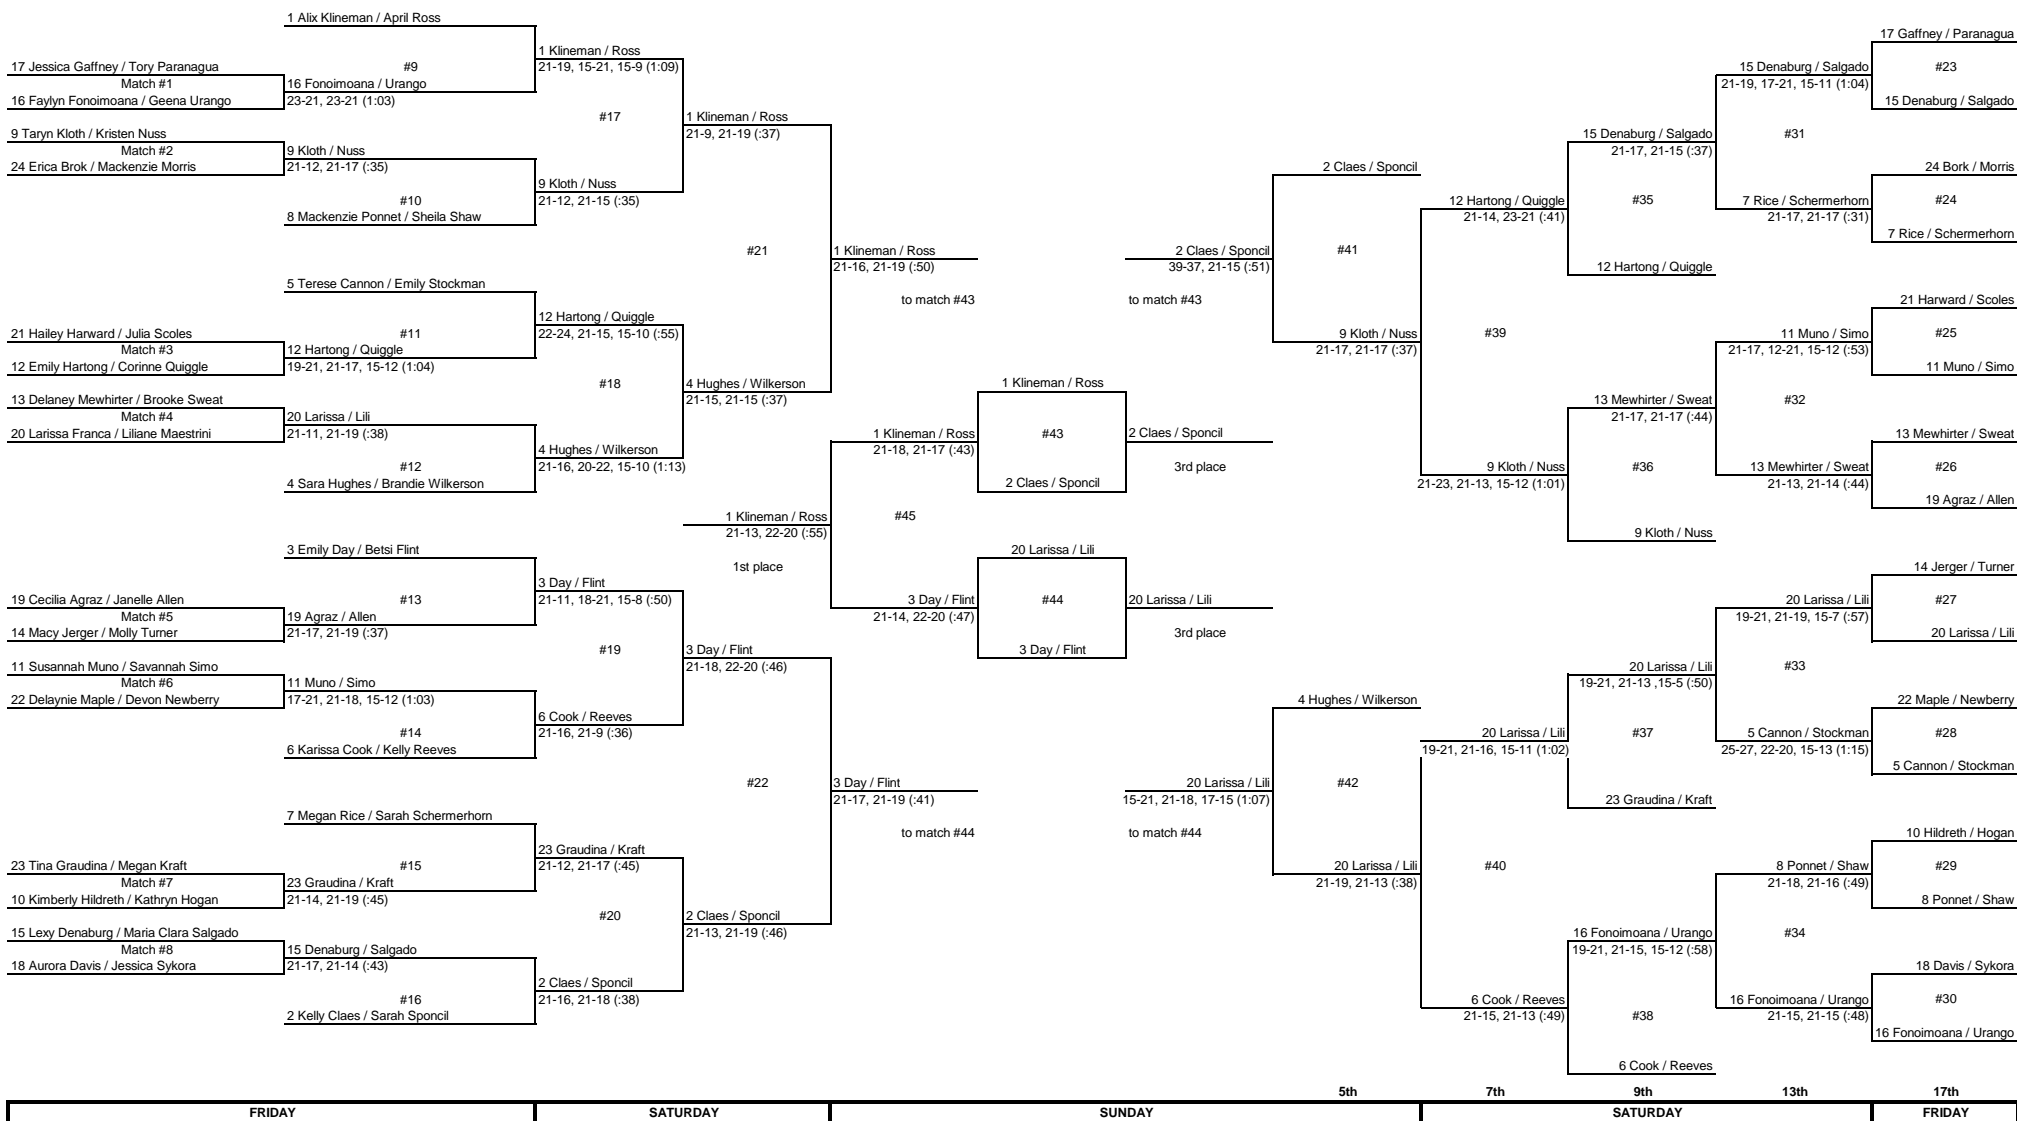 1 Alix Klineman / April Ross
17 Jessica Gaffney / Tory Paranagua
Match #1
16 Faylyn Fonoimoana / Geena Urango
#9
16 Fonoimoana / Urango
23-21, 23-21 (1:03)
9 Taryn Kloth / Kristen Nuss
Match #2
24 Erica Brok / Mackenzie Morris
9 Kloth / Nuss
21-12, 21-17 (:35)
#10
8 Mackenzie Ponnet / Sheila Shaw
5 Terese Cannon / Emily Stockman
21 Hailey Harward / Julia Scoles
Match #3
12 Emily Hartong / Corinne Quiggle
#11
12 Hartong / Quiggle
19-21, 21-17, 15-12 (1:04)
13 Delaney Mewhirter / Brooke Sweat
Match #4
20 Larissa Franca / Liliane Maestrini
20 Larissa / Lili
21-11, 21-19 (:38)
#12
4 Sara Hughes / Brandie Wilkerson
3 Emily Day / Betsi Flint
19 Cecilia Agraz / Janelle Allen
Match #5
14 Macy Jerger / Molly Turner
#13
19 Agraz / Allen
21-17, 21-19 (:37)
11 Susannah Muno / Savannah Simo
Match #6
22 Delaynie Maple / Devon Newberry
11 Muno / Simo
17-21, 21-18, 15-12 (1:03)
#14
6 Karissa Cook / Kelly Reeves
7 Megan Rice / Sarah Schermerhorn
23 Tina Graudina / Megan Kraft
Match #7
10 Kimberly Hildreth / Kathryn Hogan
#15
23 Graudina / Kraft
21-14, 21-19 (:45)
15 Lexy Denaburg / Maria Clara Salgado
Match #8
18 Aurora Davis / Jessica Sykora
15 Denaburg / Salgado
21-17, 21-14 (:43)
#16
2 Kelly Claes / Sarah Sponcil
1 Klineman / Ross
21-19, 15-21, 15-9 (1:09)
#17
9 Kloth / Nuss
21-12, 21-15 (:35)
12 Hartong / Quiggle
22-24, 21-15, 15-10 (:55)
#18
4 Hughes / Wilkerson
21-16, 20-22, 15-10 (1:13)
3 Day / Flint
21-11, 18-21, 15-8 (:50)
#19
6 Cook / Reeves
21-16, 21-9 (:36)
23 Graudina / Kraft
21-12, 21-17 (:45)
#20
2 Claes / Sponcil
21-16, 21-18 (:38)
1 Klineman / Ross
21-9, 21-19 (:37)
#21
4 Hughes / Wilkerson
21-15, 21-15 (:37)
1 Klineman / Ross
21-13, 22-20 (:55)
1st place
3 Day / Flint
21-18, 22-20 (:46)
#22
2 Claes / Sponcil
21-13, 21-19 (:46)
1 Klineman / Ross
21-16, 21-19 (:50)
to match #43
1 Klineman / Ross
21-18, 21-17 (:43)
#45
3 Day / Flint
21-14, 22-20 (:47)
3 Day / Flint
21-17, 21-19 (:41)
to match #44
1 Klineman / Ross
#43
2 Claes / Sponcil
20 Larissa / Lili
#44
3 Day / Flint
2 Claes / Sponcil
39-37, 21-15 (:51)
to match #43
2 Claes / Sponcil
3rd place
20 Larissa / Lili
3rd place
20 Larissa / Lili
15-21, 21-18, 17-15 (1:07)
to match #44
2 Claes / Sponcil
#41
9 Kloth / Nuss
21-17, 21-17 (:37)
4 Hughes / Wilkerson
#42
20 Larissa / Lili
21-19, 21-13 (:38)
12 Hartong / Quiggle
21-14, 23-21 (:41)
#39
9 Kloth / Nuss
21-23, 21-13, 15-12 (1:01)
20 Larissa / Lili
19-21, 21-16, 15-11 (1:02)
#40
6 Cook / Reeves
21-15, 21-13 (:49)
15 Denaburg / Salgado
21-17, 21-15 (:37)
#35
12 Hartong / Quiggle
13 Mewhirter / Sweat
21-17, 21-17 (:44)
#36
9 Kloth / Nuss
20 Larissa / Lili
19-21, 21-13 ,15-5 (:50)
#37
23 Graudina / Kraft
16 Fonoimoana / Urango
19-21, 21-15, 15-12 (:58)
#38
6 Cook / Reeves
15 Denaburg / Salgado
21-19, 17-21, 15-11 (1:04)
#31
7 Rice / Schermerhorn
21-17, 21-17 (:31)
11 Muno / Simo
21-17, 12-21, 15-12 (:53)
#32
13 Mewhirter / Sweat
21-13, 21-14 (:44)
20 Larissa / Lili
19-21, 21-19, 15-7 (:57)
#33
5 Cannon / Stockman
25-27, 22-20, 15-13 (1:15)
8 Ponnet / Shaw
21-18, 21-16 (:49)
#34
16 Fonoimoana / Urango
21-15, 21-15 (:48)
17 Gaffney / Paranagua
#23
15 Denaburg / Salgado
24 Bork / Morris
#24
7 Rice / Schermerhorn
21 Harward / Scoles
#25
11 Muno / Simo
13 Mewhirter / Sweat
#26
19 Agraz / Allen
14 Jerger / Turner
#27
20 Larissa / Lili
22 Maple / Newberry
#28
5 Cannon / Stockman
10 Hildreth / Hogan
#29
8 Ponnet / Shaw
18 Davis / Sykora
#30
16 Fonoimoana / Urango
5th 7th 9th 13th 17th
FRIDAY SATURDAY SUNDAY SATURDAY FRIDAY